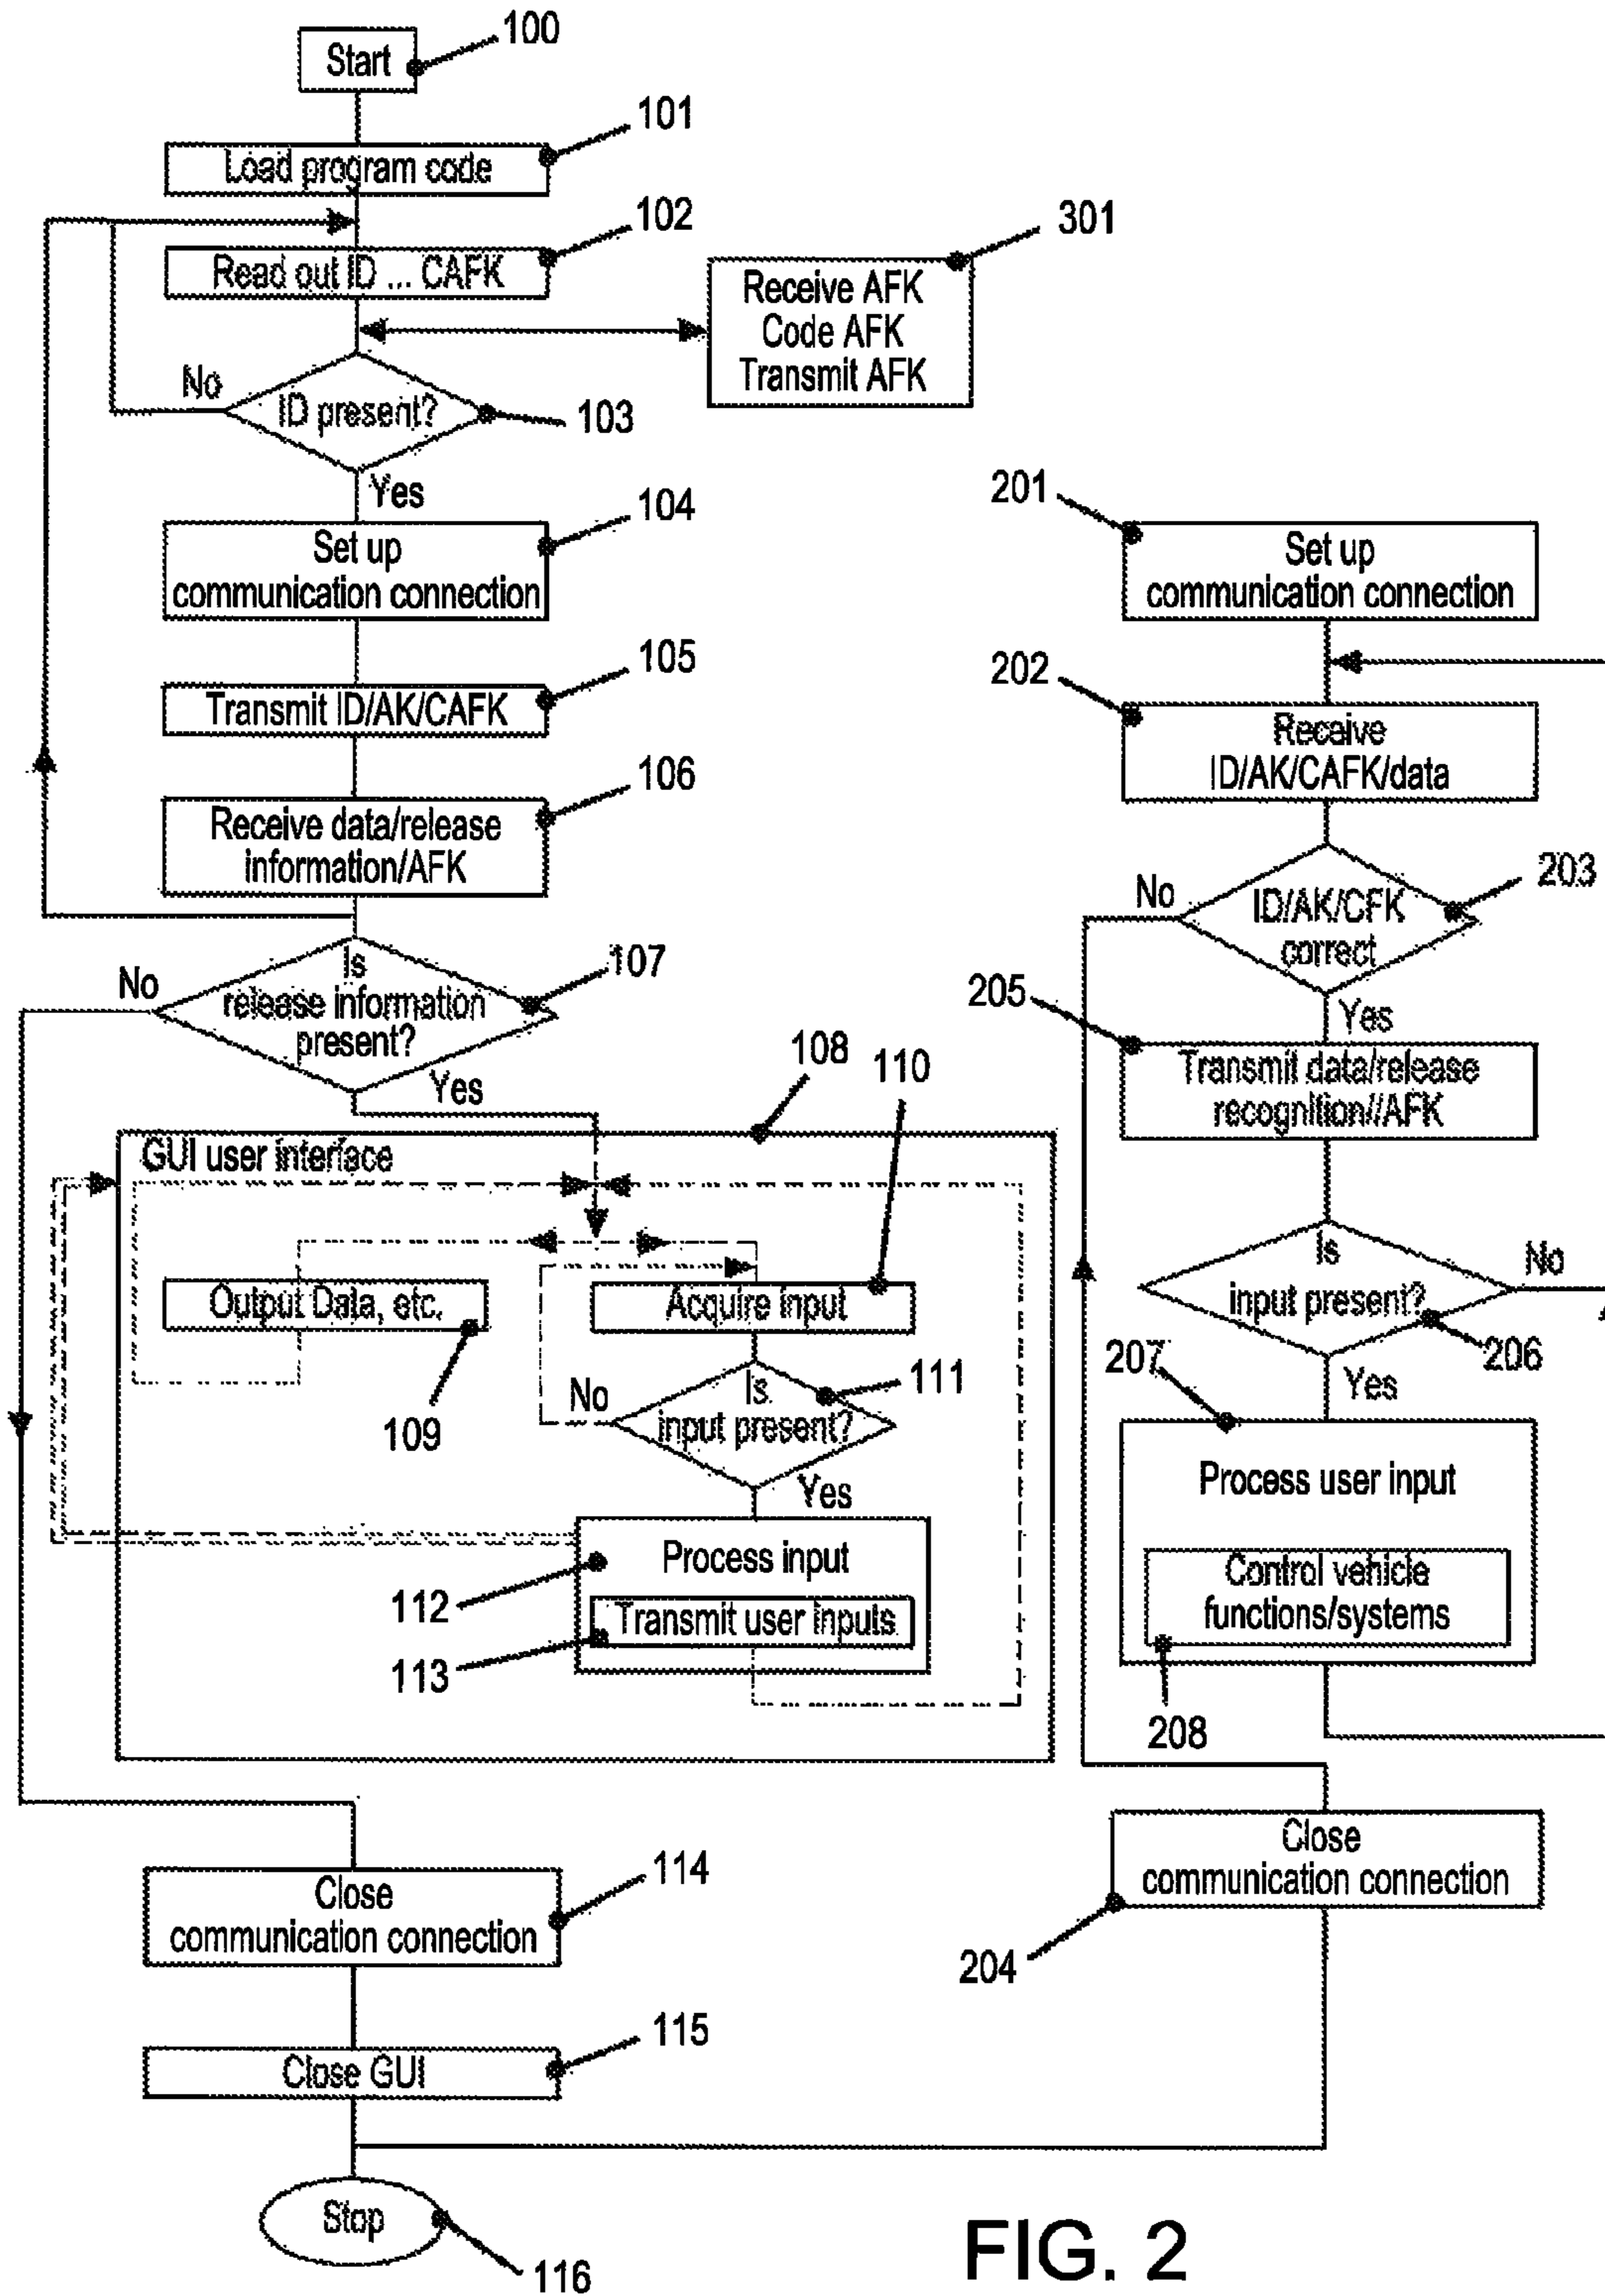 100
Start
101
Load program code
102
Read out ID ... CAFK
301
Receive AFK
Code AFK
Transmit AFK
No
ID present?
103
Yes
104
Set up
communication connection
105
Transmit ID/AK/CAFK
106
Receive data/release
information/AFK
No
Is
release information
present?
107
Yes
108
110
GUI user interface
Output Data, etc.
109
Acquire input
No
Is
input present?
111
Yes
Process input
112
Transmit user inputs
113
114
Close
communication connection
115
Close GUI
Stop
116
201
Set up
communication connection
202
Receive
ID/AK/CAFK/data
No
ID/AK/CFK
correct
203
Yes
205
Transmit data/release
recognition//AFK
Is
input present?
No
206
Yes
207
Process user input
Control vehicle
functions/systems
208
Close
communication connection
204
FIG. 2